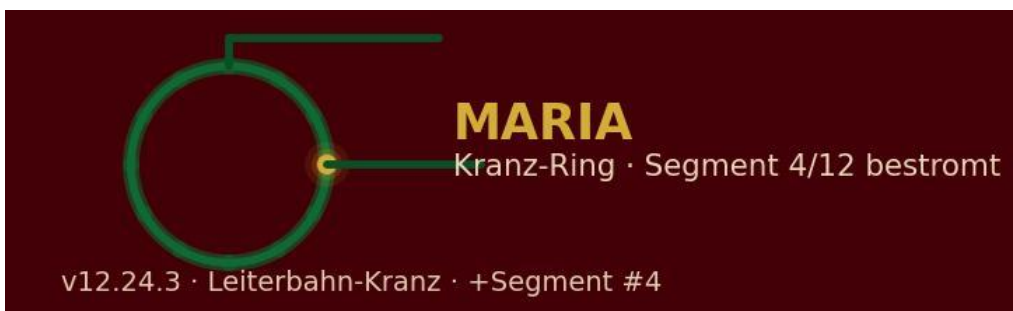 MARIA
Kranz-Ring · Segment 4/12 bestromt
v12.24.3 · Leiterbahn-Kranz · +Segment #4